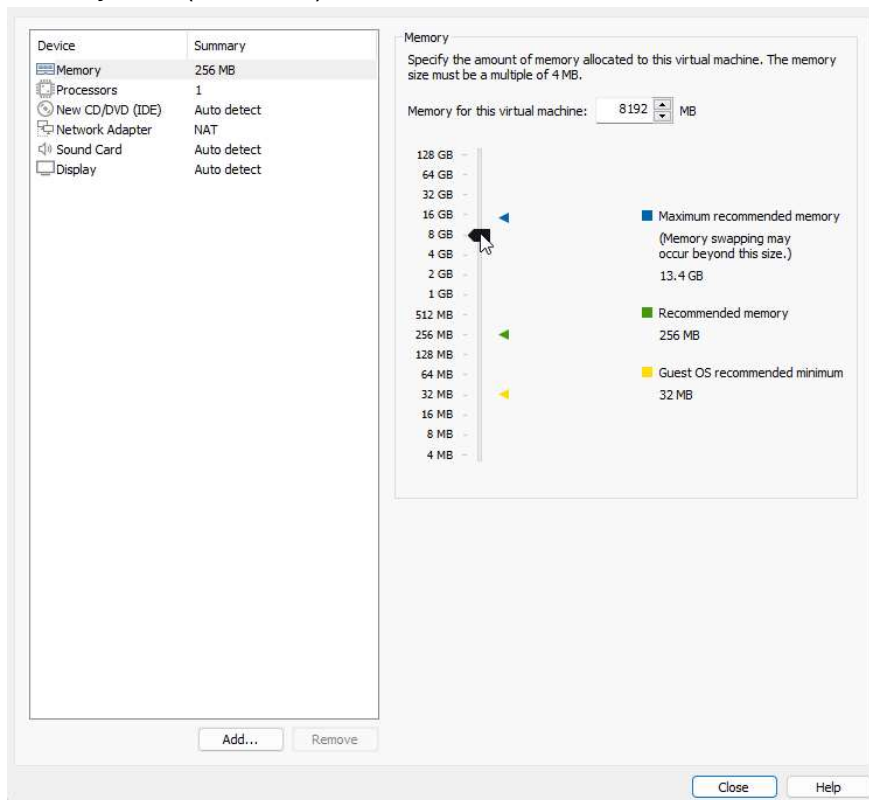 Device Summary
Memory 256 MB
Processors 1
New CD/DVD (IDE) Auto detect
Network Adapter NAT
Sound Card Auto detect
Display Auto detect
Add... Remove
Memory
Specify the amount of memory allocated to this virtual machine. The memory
size must be a multiple of 4 MB.
Memory for this virtual machine: 8192 MB
128 GB
64 GB
32 GB
16 GB
8 GB
4 GB
2 GB
1 GB
512 MB
256 MB
128 MB
64 MB
32 MB
16 MB
8 MB
4 MB
Maximum recommended memory
(Memory swapping may
occur beyond this size.)
13.4 GB
Recommended memory
256 MB
Guest OS recommended minimum
32 MB
Close Help